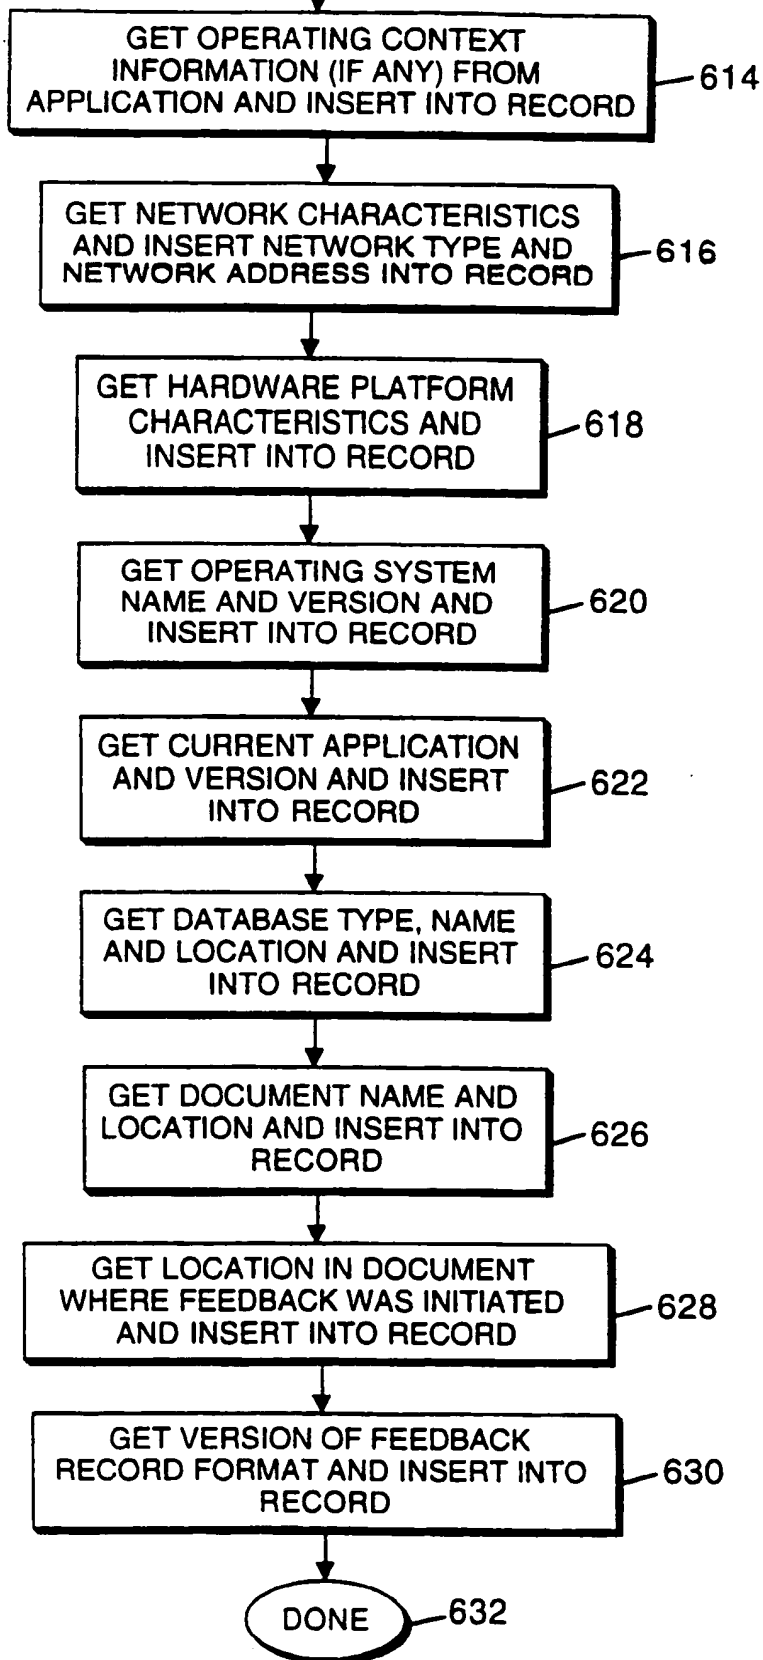 GET OPERATING CONTEXT
INFORMATION (IF ANY) FROM
APPLICATION AND INSERT INTO RECORD
614
GET NETWORK CHARACTERISTICS
AND INSERT NETWORK TYPE AND
NETWORK ADDRESS INTO RECORD
616
GET HARDWARE PLATFORM
CHARACTERISTICS AND
INSERT INTO RECORD
618
GET OPERATING SYSTEM
NAME AND VERSION AND
INSERT INTO RECORD
620
GET CURRENT APPLICATION
AND VERSION AND INSERT
INTO RECORD
622
GET DATABASE TYPE, NAME
AND LOCATION AND INSERT
INTO RECORD
624
GET DOCUMENT NAME AND
LOCATION AND INSERT INTO
RECORD
626
GET LOCATION IN DOCUMENT
WHERE FEEDBACK WAS INITIATED
AND INSERT INTO RECORD
628
GET VERSION OF FEEDBACK
RECORD FORMAT AND INSERT INTO
RECORD
630
DONE
632